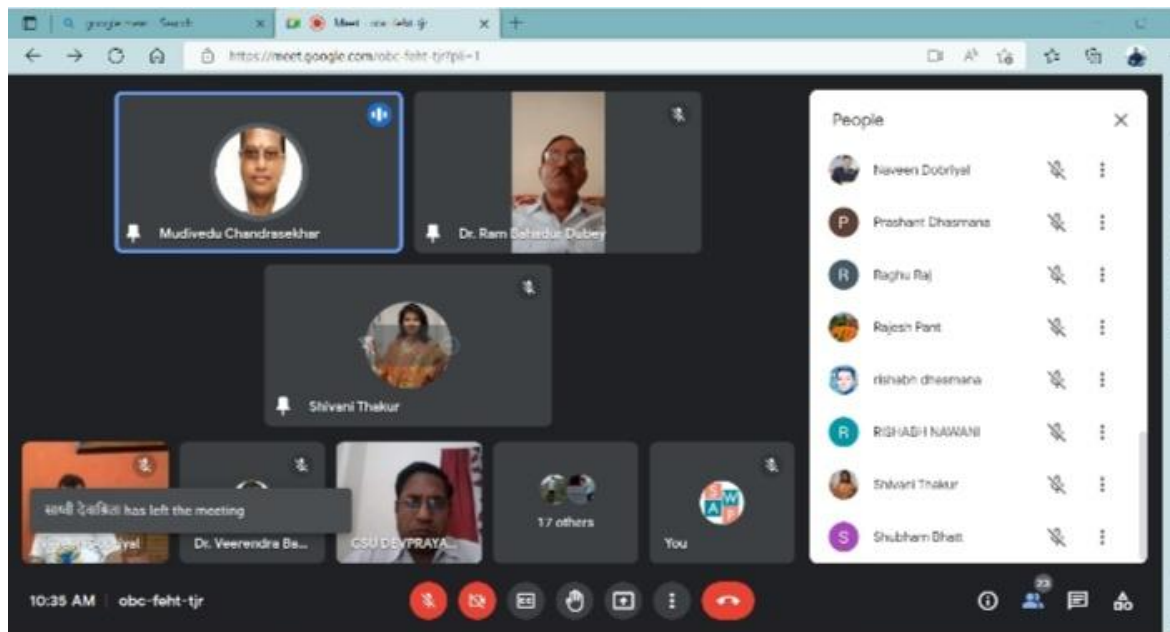 google meet - Search
Meet - obc-feht-tjr
https://meet.google.com/obc-feht-tjr?pli=1
Mudivedu Chandrasekhar
Dr. Ram Bahadur Dubey
Shivani Thakur
साध्वी देवाश्रिता has left the meeting
Dr. Veerendra Ba...
CSU DEVPRAYA...
17 others
S W A P
You
People
Naveen Dobriyal
P Prashant Dhasmana
R Raghu Raj
Rajesh Pant
rishabh dhasmana
R RISHABH NAWANI
Shivani Thakur
S Shubham Bhatt
10:35 AM | obc-feht-tjr
23